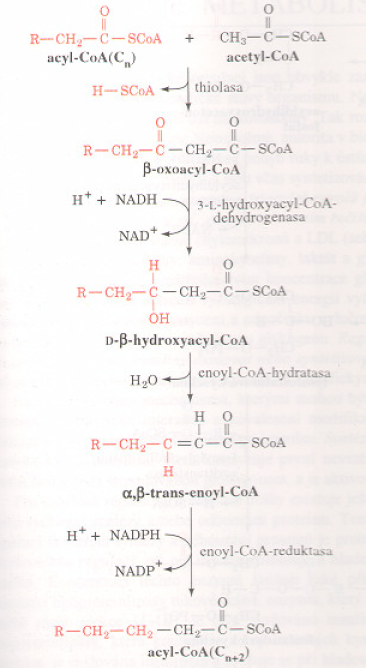 O O
R—CH₂—C—SCoA + CH₃—C—SCoA
acyl-CoA(Cₙ) acetyl-CoA
H—SCoA thiolasa
O O
R—CH₂—C—CH₂—C—SCoA
β-oxoacyl-CoA
H⁺ + NADH 3-L-hydroxyacyl-CoA-
dehydrogenasa
NAD⁺
H O
R—CH₂—C—CH₂—C—SCoA
OH
D-β-hydroxyacyl-CoA
H₂O enoyl-CoA-hydratasa
H O
R—CH₂—C=C—C—SCoA
H
α,β-trans-enoyl-CoA
H⁺ + NADPH
enoyl-CoA-reduktasa
NADP⁺
O
R—CH₂—CH₂—CH₂—C—SCoA
acyl-CoA(Cₙ₊₂)